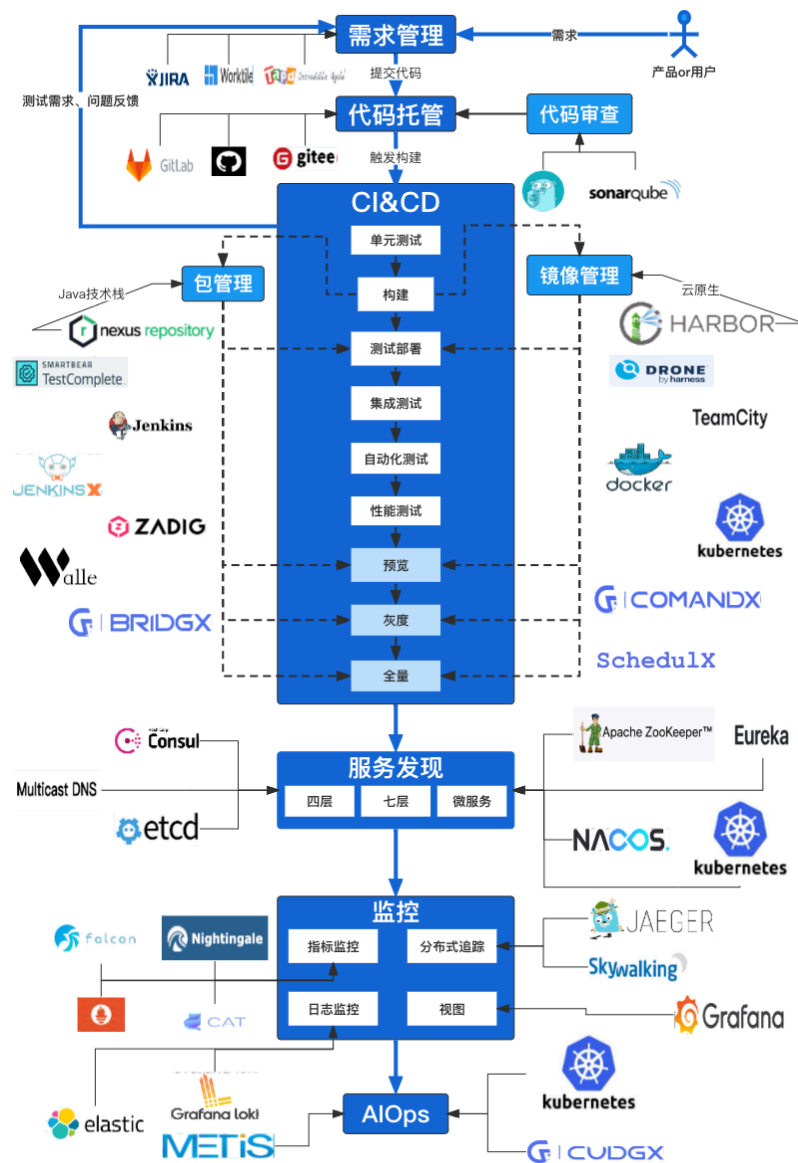 需求管理
需求
产品or用户
JIRA
Worktile
Tapd
提交代码
测试需求、问题反馈
代码托管
代码审查
GitLab
gitee
触发构建
sonarqube
CI&CD
单元测试
包管理
构建
镜像管理
Java技术栈
云原生
nexus repository
测试部署
HARBOR
SMARTBEAR
TestComplete
DRONE
by harness
集成测试
Jenkins
TeamCity
自动化测试
JENKINS X
docker
性能测试
ZADIG
kubernetes
预览
Walle
COMANDX
灰度
BRIDGX
SchedulX
全量
Consul
Apache ZooKeeper™
Eureka
服务发现
Multicast DNS
四层
七层
微服务
etcd
NACOS.
kubernetes
监控
falcon
Nightingale
指标监控
分布式追踪
JAEGER
Skywalking
日志监控
视图
CAT
Grafana
elastic
Grafana loki
AIOps
kubernetes
METiS
CUDGX